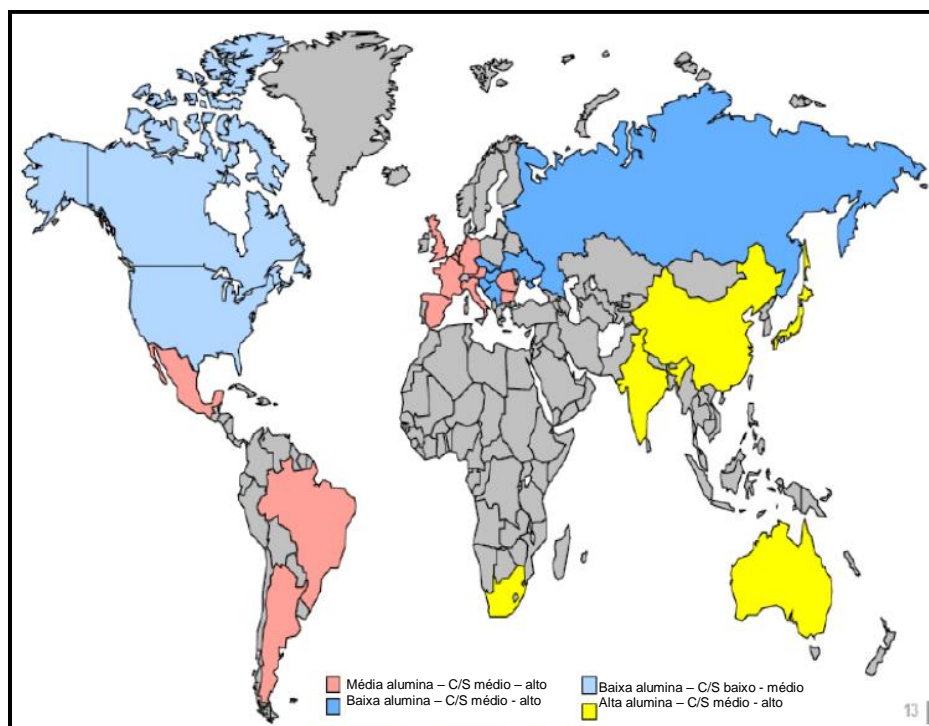 Média alumina – C/S médio – alto
Baixa alumina – C/S médio - alto
Baixa alumina – C/S baixo - médio
Alta alumina – C/S médio - alto
13